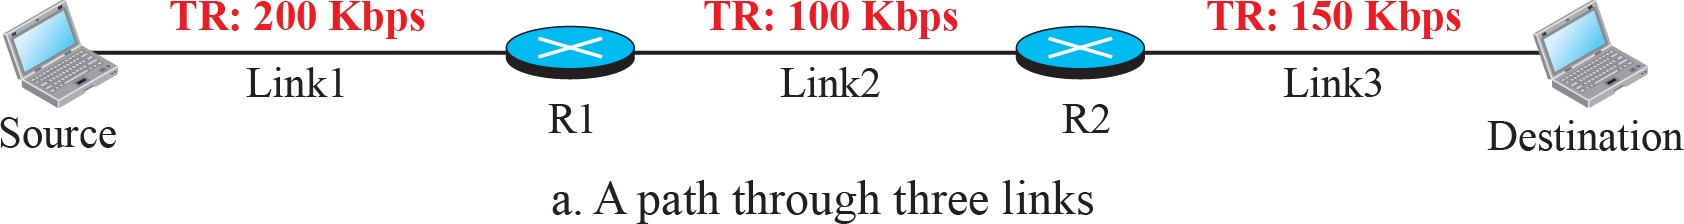 TR: 200 Kbps TR: 100 Kbps TR: 150 Kbps
Link1 Link2 Link3
R1 R2
Source Destination
a. A path through three links